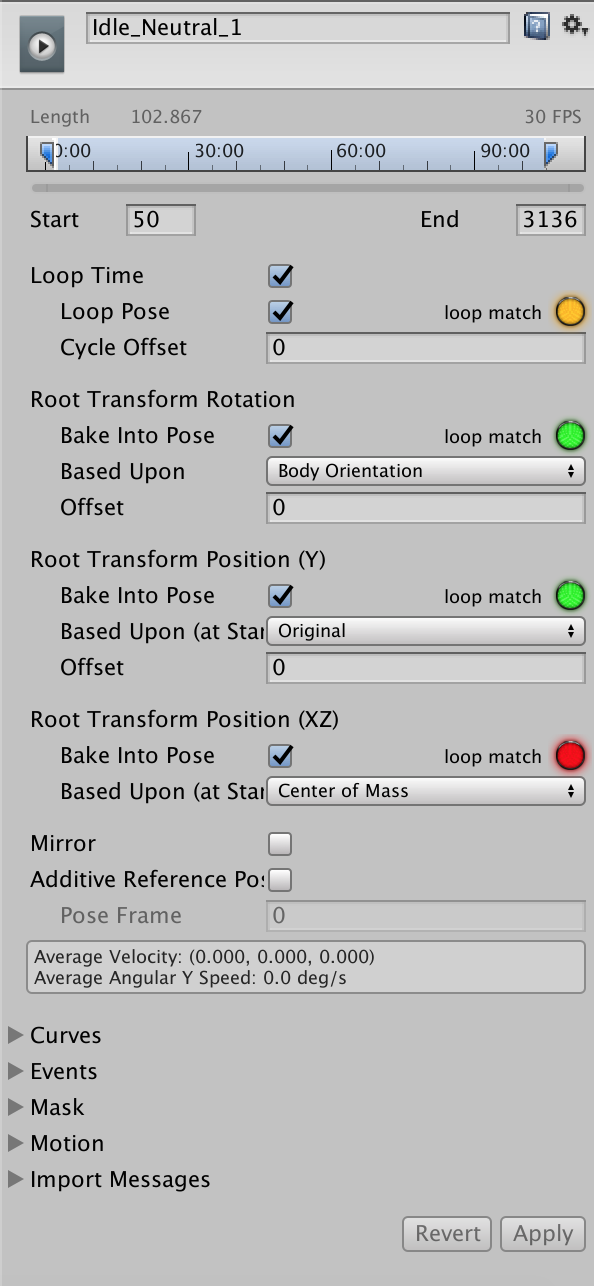 Idle_Neutral_1
Length 102.867 30 FPS
0:00 30:00 60:00 90:00
Start 50 End 3136
Loop Time
Loop Pose loop match
Cycle Offset 0
Root Transform Rotation
Bake Into Pose loop match
Based Upon Body Orientation
Offset 0
Root Transform Position (Y)
Bake Into Pose loop match
Based Upon (at Star Original
Offset 0
Root Transform Position (XZ)
Bake Into Pose loop match
Based Upon (at Star Center of Mass
Mirror
Additive Reference Pos
Pose Frame 0
Average Velocity: (0.000, 0.000, 0.000)
Average Angular Y Speed: 0.0 deg/s
Curves
Events
Mask
Motion
Import Messages
Revert Apply